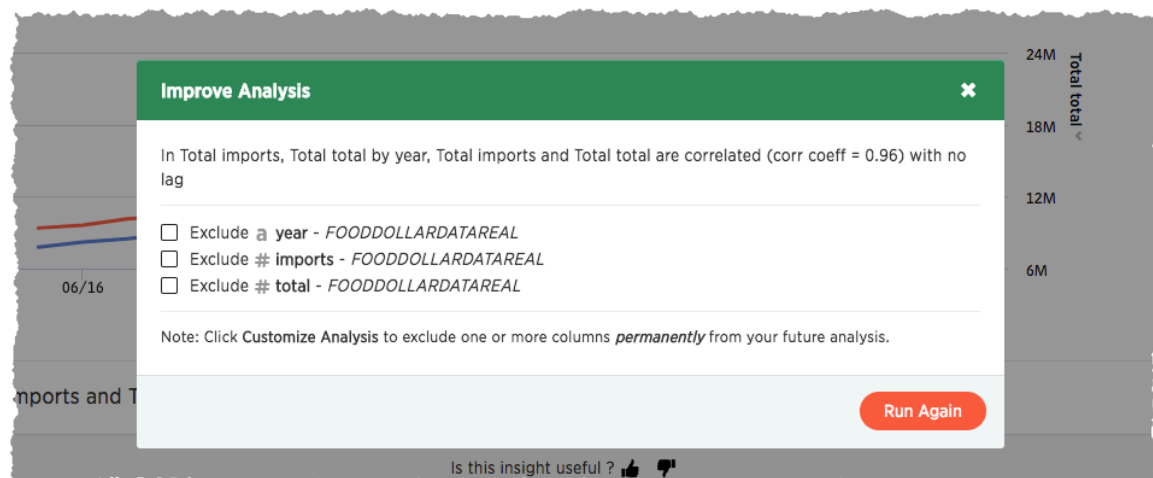 24M
Total total
Improve Analysis
18M
In Total imports, Total total by year, Total imports and Total total are correlated (corr coeff = 0.96) with no
lag
12M
Exclude a year - FOODDOLLARDATAREAL
Exclude # imports - FOODDOLLARDATAREAL
6M
Exclude # total - FOODDOLLARDATAREAL
06/16
Note: Click Customize Analysis to exclude one or more columns permanently from your future analysis.
mports and T
Run Again
Is this insight useful ?